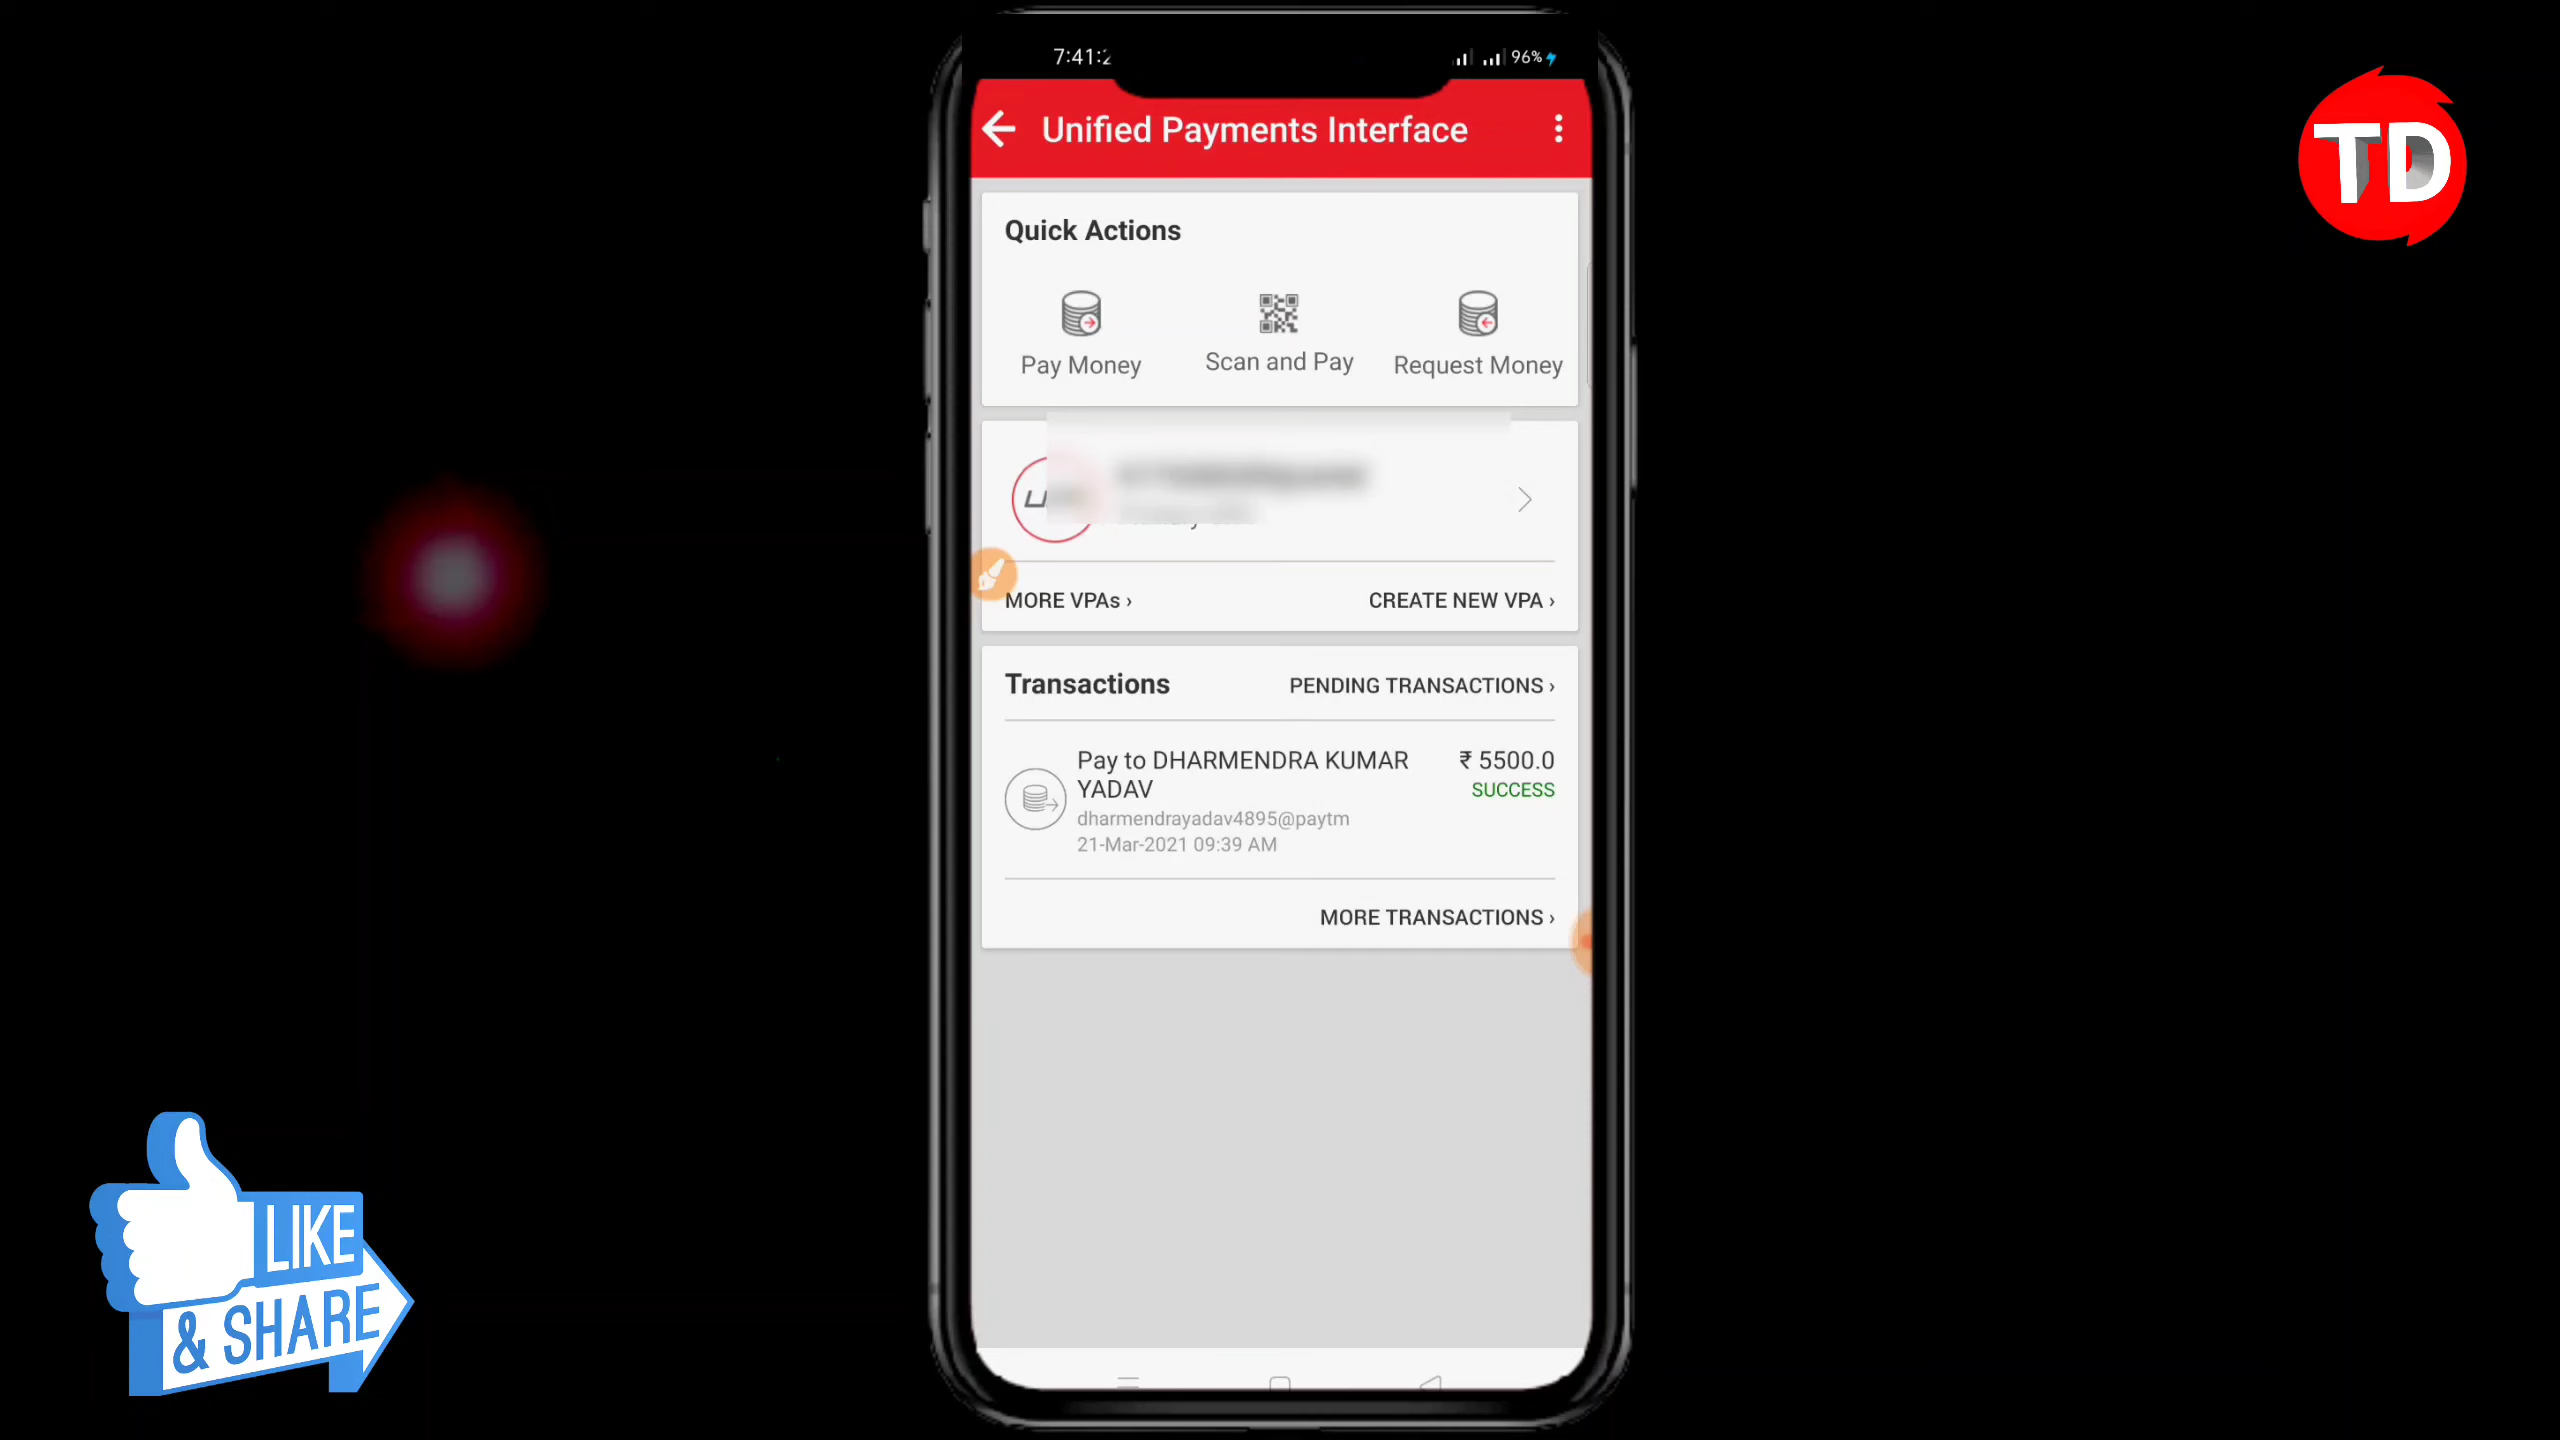 7:41:2
96%
TD
Unified Payments Interface
Quick Actions
Pay Money
Scan and Pay
Request Money
MORE VPAs ›
CREATE NEW VPA ›
Transactions
PENDING TRANSACTIONS ›
Pay to DHARMENDRA KUMAR
YADAV
₹ 5500.0
SUCCESS
dharmendrayadav4895@paytm
21-Mar-2021 09:39 AM
MORE TRANSACTIONS ›
LIKE
& SHARE